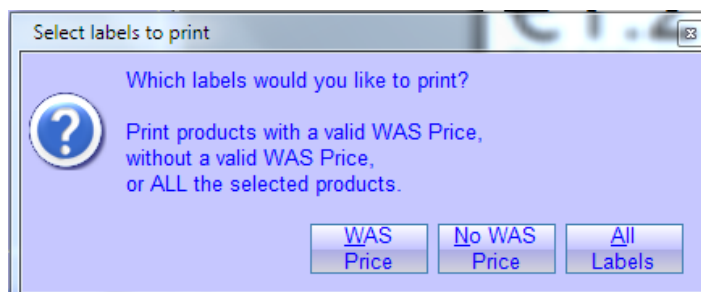 Select labels to print
Which labels would you like to print?
Print products with a valid WAS Price,
without a valid WAS Price,
or ALL the selected products.
WAS
Price
No WAS
Price
All
Labels